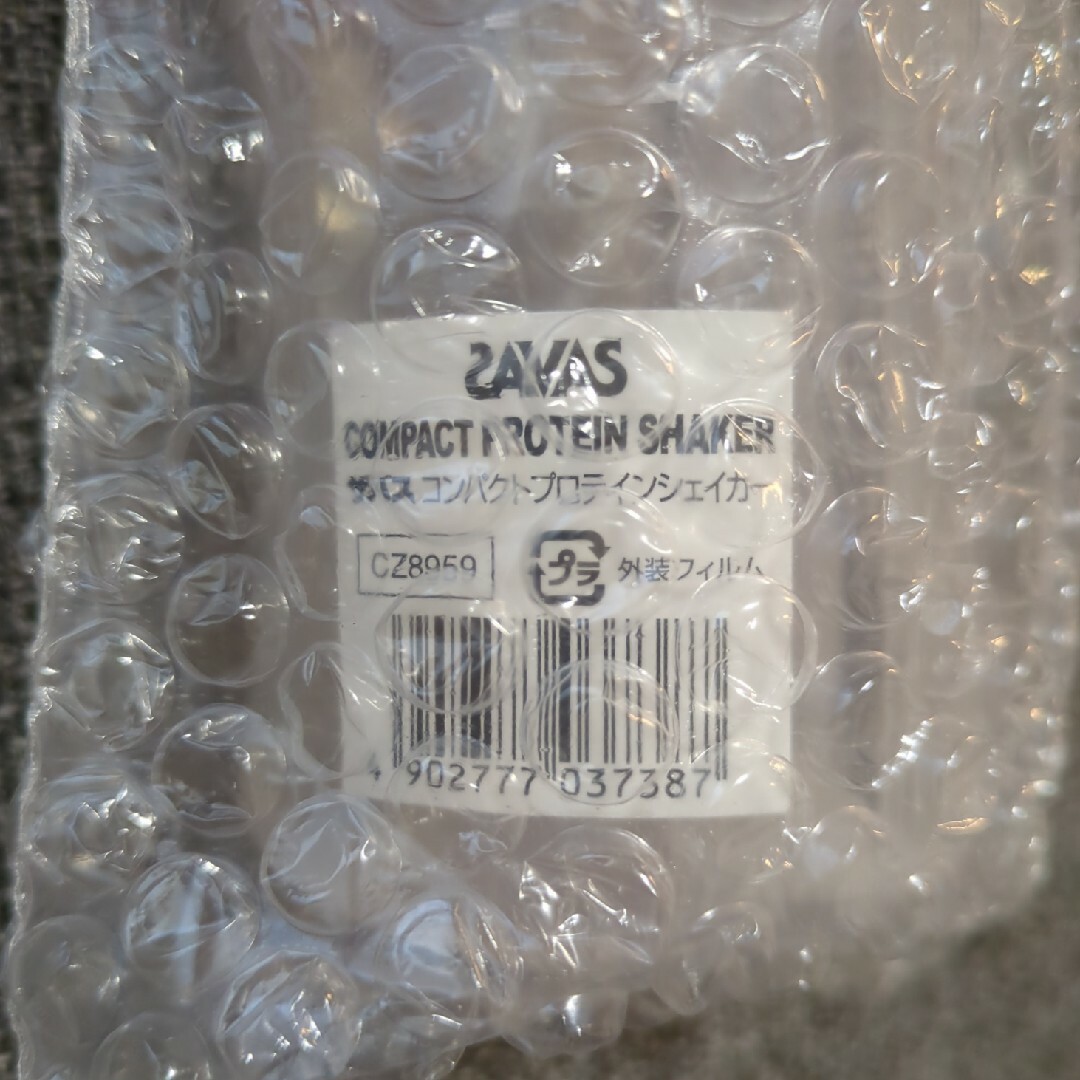 SAVAS
COMPACT PROTEIN SHAKER
ザバス コンパクトプロテインシェイカー
CZ8959
プラ 外装フィルム
4 902777 037387